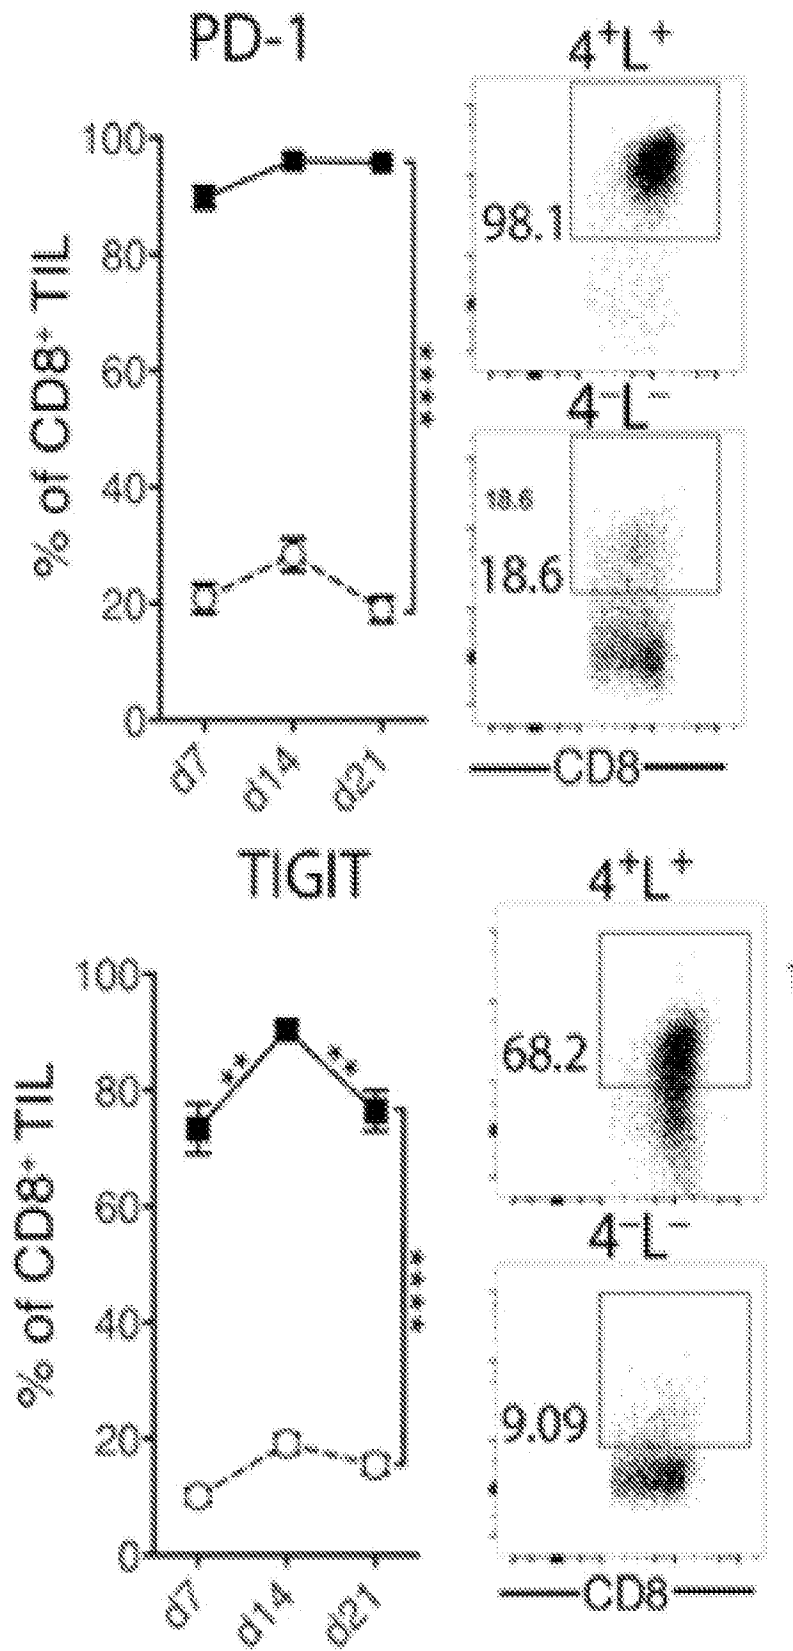 PD-1
4⁺L⁺
% of CD8⁺ TIL
100
80
60
40
20
0
d7
d14
d21
****
98.1
4⁻L⁻
18.6
18.6
CD8
TIGIT
4⁺L⁺
% of CD8⁺ TIL
100
80
60
40
20
0
d7
d14
d21
**
**
****
68.2
4⁻L⁻
9.09
CD8